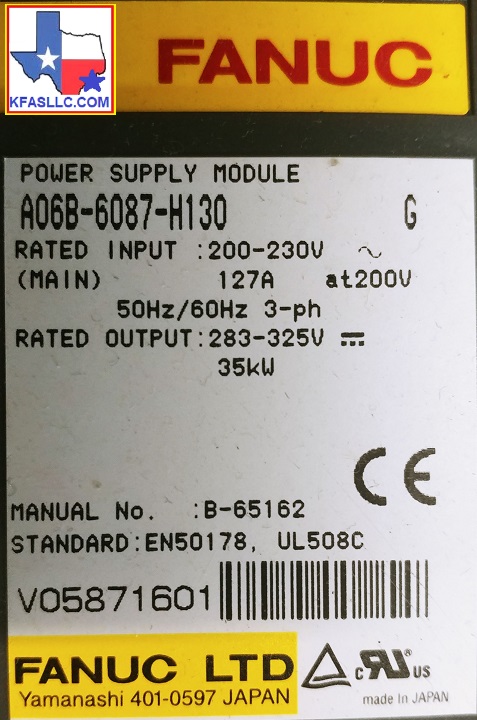 KFASLLC.COM
FANUC
POWER SUPPLY MODULE
A06B-6087-H130 G
RATED INPUT :200-230V ~
(MAIN) 127A at200V
50Hz/60Hz 3-ph
RATED OUTPUT:283-325V ⎓
35kW
CE
MANUAL No. :B-65162
STANDARD:EN50178, UL508C
V05871601
FANUC LTD
Yamanashi 401-0597 JAPAN
c RU US
made in JAPAN